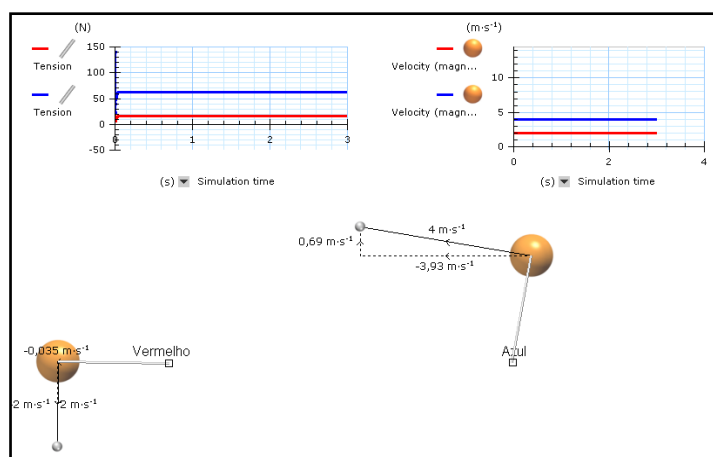 (N)
Tension
Tension
150
100
50
0
-50
0
1
2
3
(s) Simulation time
(m·s⁻¹)
Velocity (magn...
Velocity (magn...
10
5
0
0
2
4
(s) Simulation time
4 m·s⁻¹
0,69 m·s⁻¹
-3,93 m·s⁻¹
Azul
-0,035 m·s⁻¹
Vermelho
-2 m·s⁻¹
2 m·s⁻¹